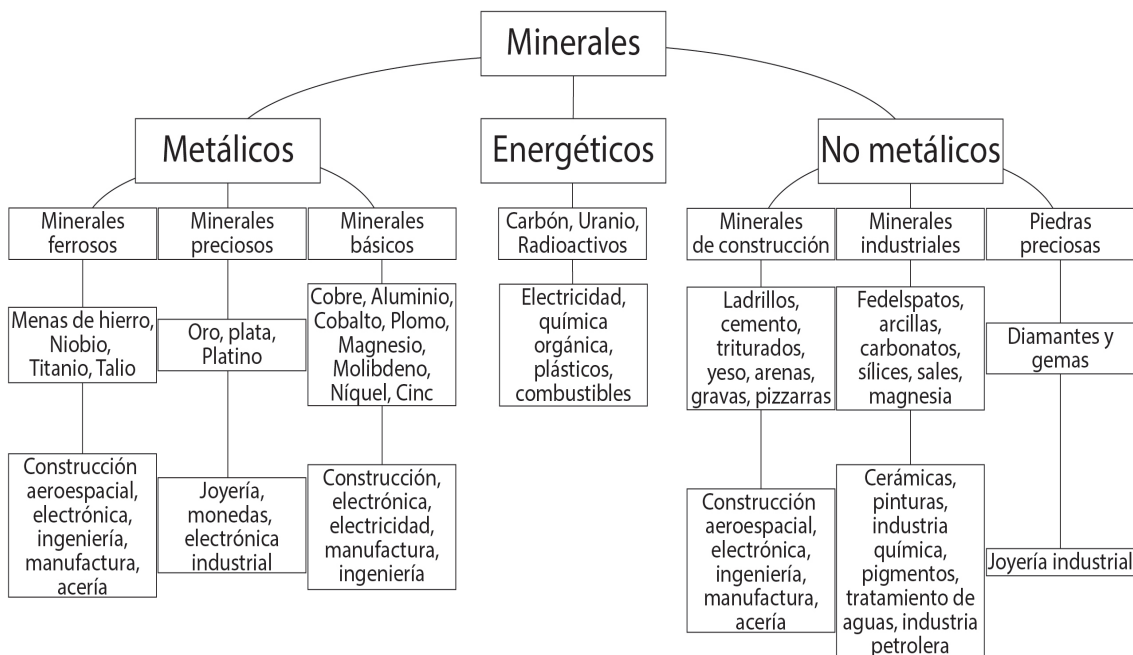 Minerales
Metálicos
Energéticos
No metálicos
Minerales
ferrosos
Minerales
preciosos
Minerales
básicos
Carbón, Uranio,
Radioactivos
Minerales
de construcción
Minerales
industriales
Piedras
preciosas
Menas de hierro,
Niobio,
Titanio, Talio
Oro, plata,
Platino
Cobre, Aluminio,
Cobalto, Plomo,
Magnesio,
Molibdeno,
Níquel, Cinc
Electricidad,
química
orgánica,
plásticos,
combustibles
Ladrillos,
cemento,
triturados,
yeso, arenas,
gravas, pizzarras
Fedelspatos,
arcillas,
carbonatos,
sílices, sales,
magnesia
Diamantes y
gemas
Construcción
aeroespacial,
electrónica,
ingeniería,
manufactura,
acería
Joyería,
monedas,
electrónica
industrial
Construcción,
electrónica,
electricidad,
manufactura,
ingeniería
Construcción
aeroespacial,
electrónica,
ingeniería,
manufactura,
acería
Cerámicas,
pinturas,
industria
química,
pigmentos,
tratamiento de
aguas, industria
petrolera
Joyería industrial